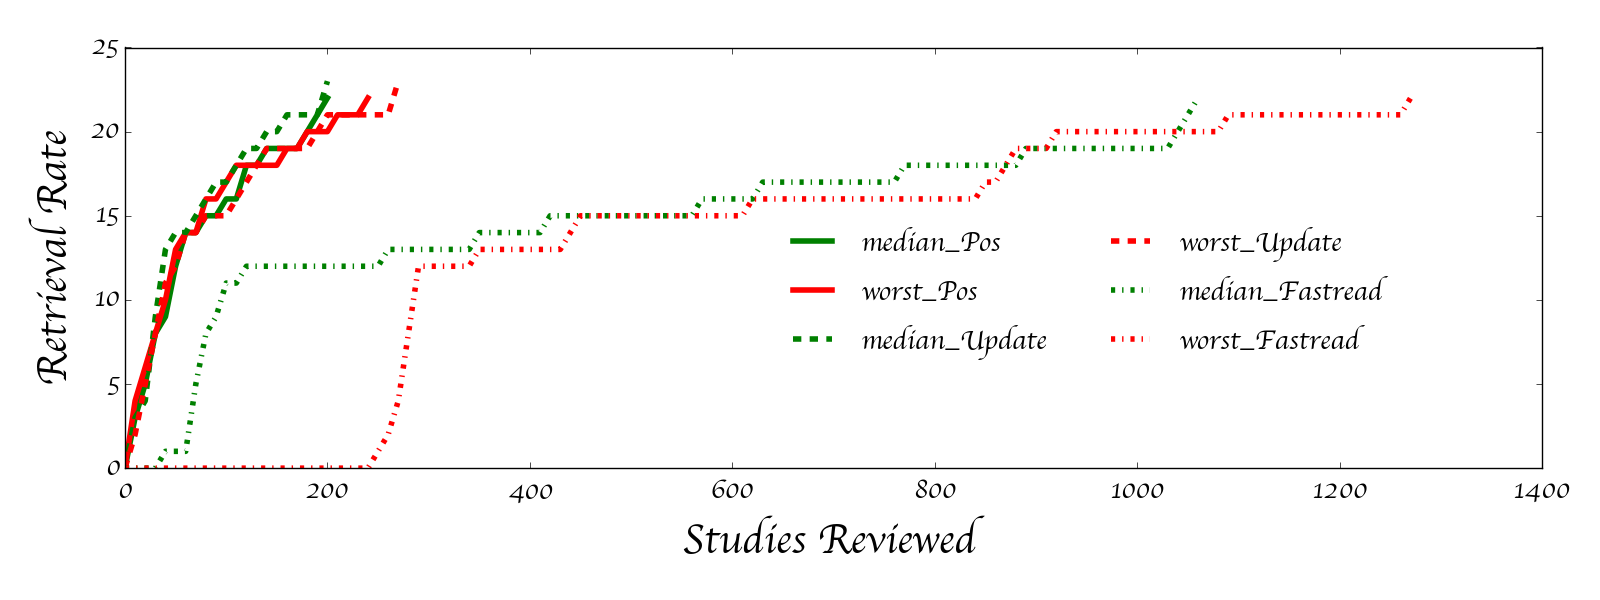 25
20
15
10
5
0
Retrieval Rate
0 200 400 600 800 1000 1200 1400
Studies Reviewed
median_Pos
worst_Pos
median_Update
worst_Update
median_Fastread
worst_Fastread